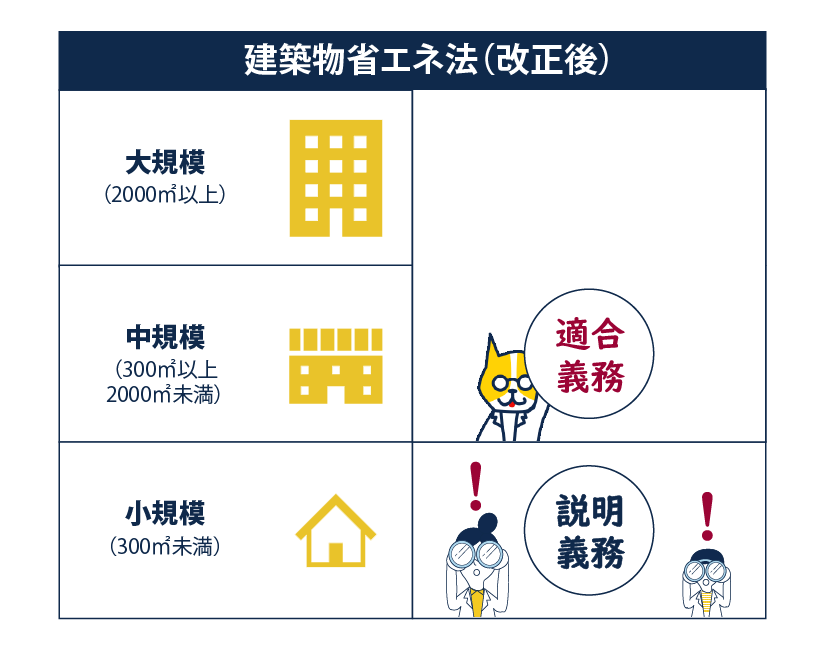 建築物省エネ法（改正後）
大規模
（2000㎡以上）
中規模
（300㎡以上
2000㎡未満）
適合
義務
小規模
（300㎡未満）
!
説明
義務
!